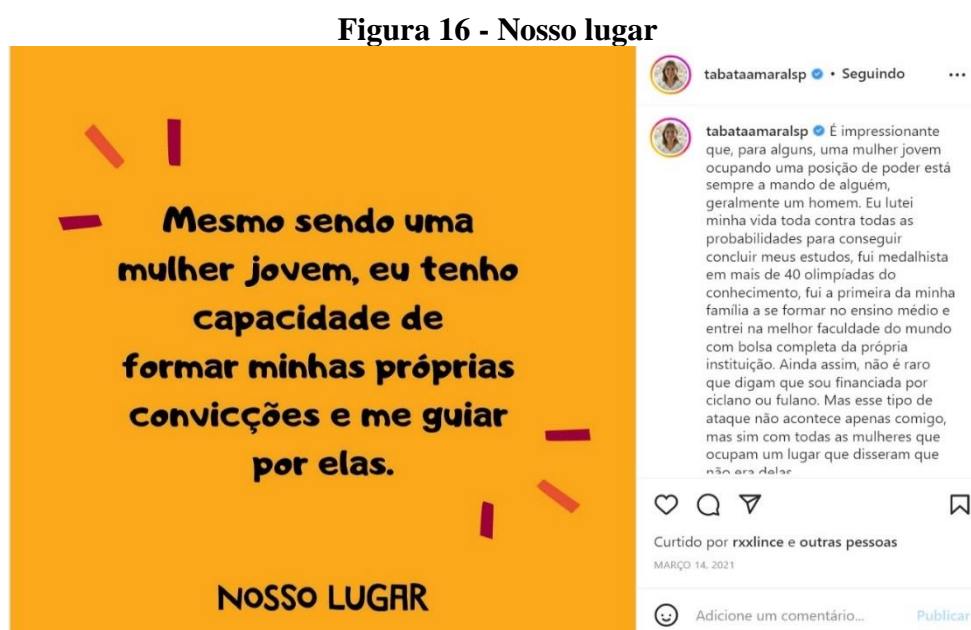 Figura 16 - Nosso lugar
Mesmo sendo uma
mulher jovem, eu tenho
capacidade de
formar minhas próprias
convicções e me guiar
por elas.
NOSSO LUGAR
tabataamaralsp • Seguindo
tabataamaralsp É impressionante
que, para alguns, uma mulher jovem
ocupando uma posição de poder está
sempre a mando de alguém,
geralmente um homem. Eu lutei
minha vida toda contra todas as
probabilidades para conseguir
concluir meus estudos, fui medalhista
em mais de 40 olimpíadas do
conhecimento, fui a primeira da minha
família a se formar no ensino médio e
entrei na melhor faculdade do mundo
com bolsa completa da própria
instituição. Ainda assim, não é raro
que digam que sou financiada por
ciclano ou fulano. Mas esse tipo de
ataque não acontece apenas comigo,
mas sim com todas as mulheres que
ocupam um lugar que disseram que
não era delas
Curtido por rxxlince e outras pessoas
MARÇO 14, 2021
Adicione um comentário... Publicar